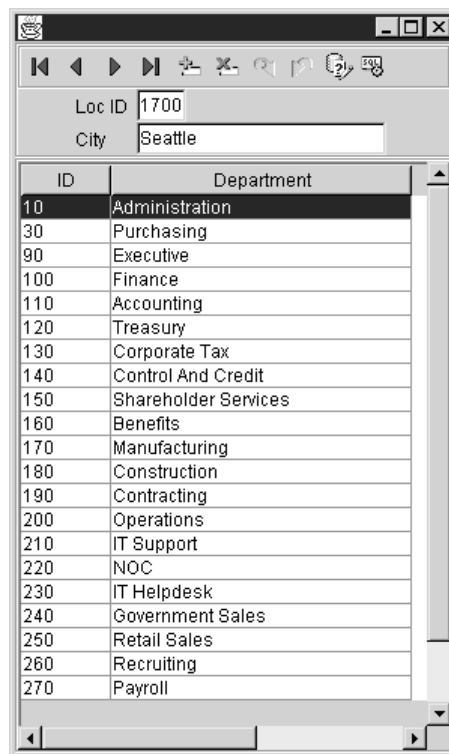 Loc ID 1700
City Seattle
ID Department
10 Administration
30 Purchasing
90 Executive
100 Finance
110 Accounting
120 Treasury
130 Corporate Tax
140 Control And Credit
150 Shareholder Services
160 Benefits
170 Manufacturing
180 Construction
190 Contracting
200 Operations
210 IT Support
220 NOC
230 IT Helpdesk
240 Government Sales
250 Retail Sales
260 Recruiting
270 Payroll